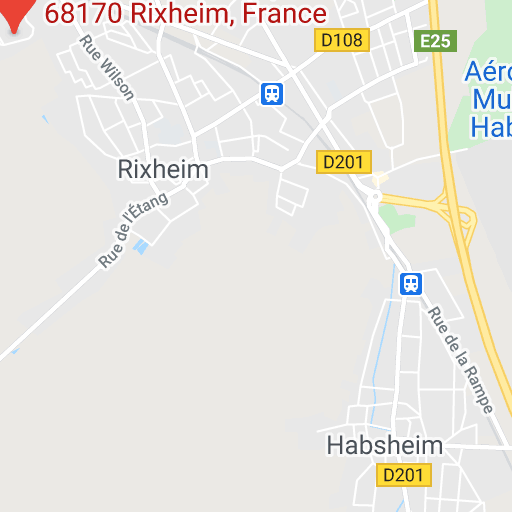 68170 Rixheim, France
D108
E25
Rue Wilson
Aéro
Mu
Hab
D201
Rixheim
Rue de l'Étang
Rue de la Rampe
Habsheim
D201